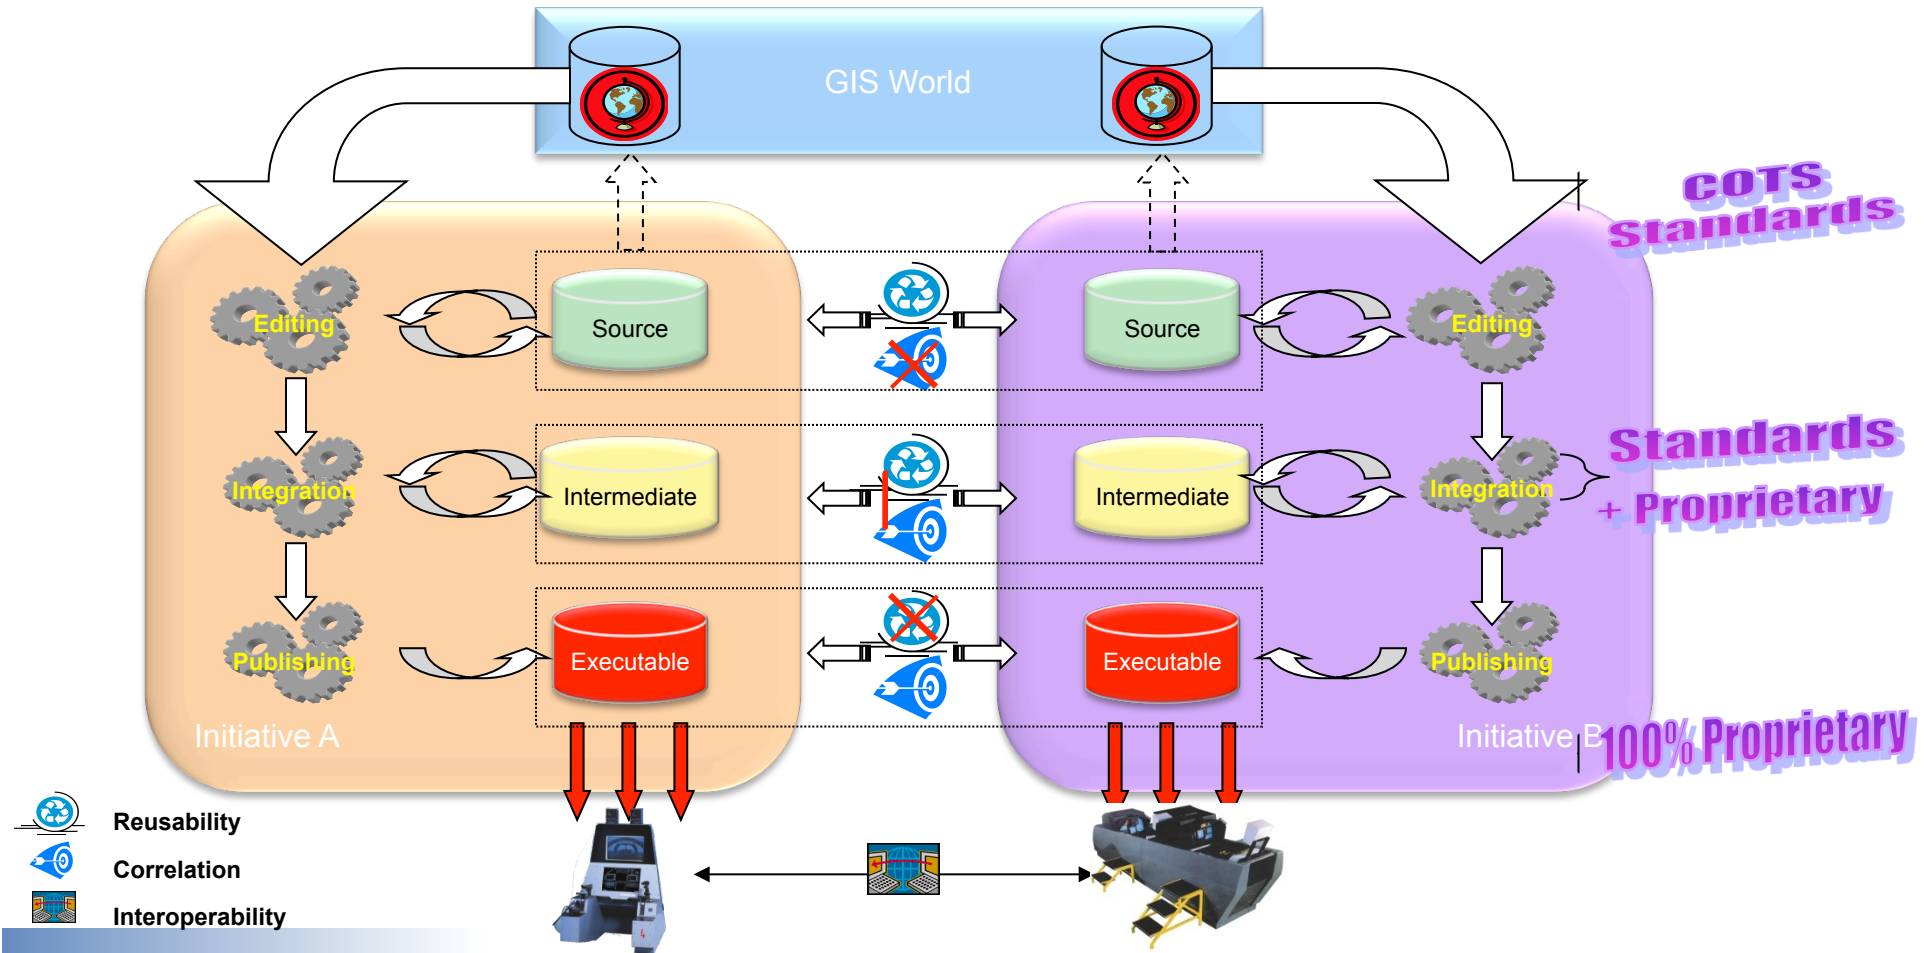 GIS World
COTS
Standards
Editing
Source
Source
Editing
Integration
Intermediate
Intermediate
Integration
Standards
+ Proprietary
Publishing
Executable
Executable
Publishing
Initiative A
Initiative B
100% Proprietary
Reusability
Correlation
Interoperability
4